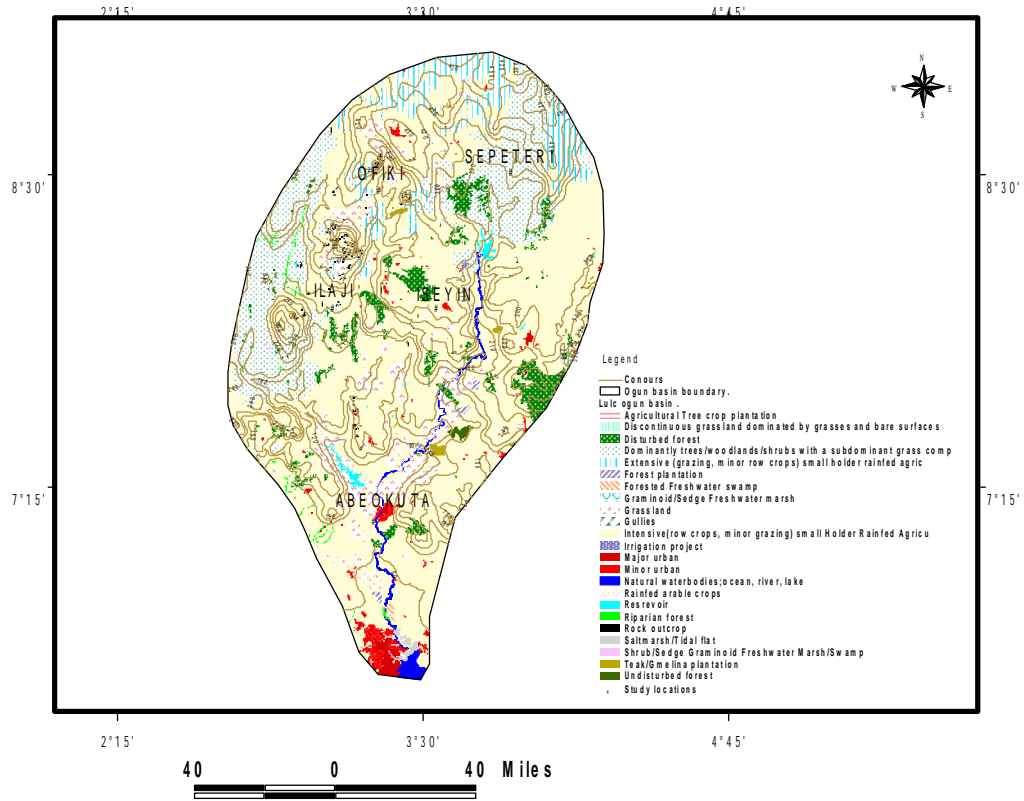 2°15' 3°30' 4°45'
N
W E
S
SEPETERI
OFIKI
8°30' 8°30'
ILAJI
ISEYIN
Legend
Conours
Ogun basin boundary.
Lulc ogun basin .
Agricultural Tree crop plantation
Discontinuous grassland dominated by grasses and bare surfaces
Disturbed forest
Dominantly trees/woodlands/shrubs with a subdominant grass comp
Extensive (grazing, minor row crops) small holder rainfed agric
Forest plantation
Forested Freshwater swamp
Graminoid/Sedge Freshwater marsh
7°15' ABEOKUTA 7°15'
Grassland
Gullies
Intensive(row crops, minor grazing) small Holder Rainfed Agricu
Irrigation project
Major urban
Minor urban
Natural waterbodies;ocean, river, lake
Rainfed arable crops
Resrevoir
Riparian forest
Rock outcrop
Saltmarsh/Tidal flat
Shrub/Sedge Graminoid Freshwater Marsh/Swamp
Teak/Gmelina plantation
Undisturbed forest
Study locations
2°15' 3°30' 4°45'
40 0 40 Miles